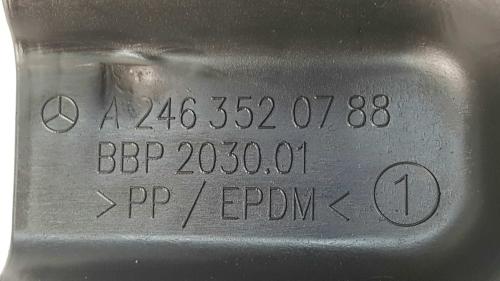 A 246 352 07 88
BBP 2030.01
>PP / EPDM< 1